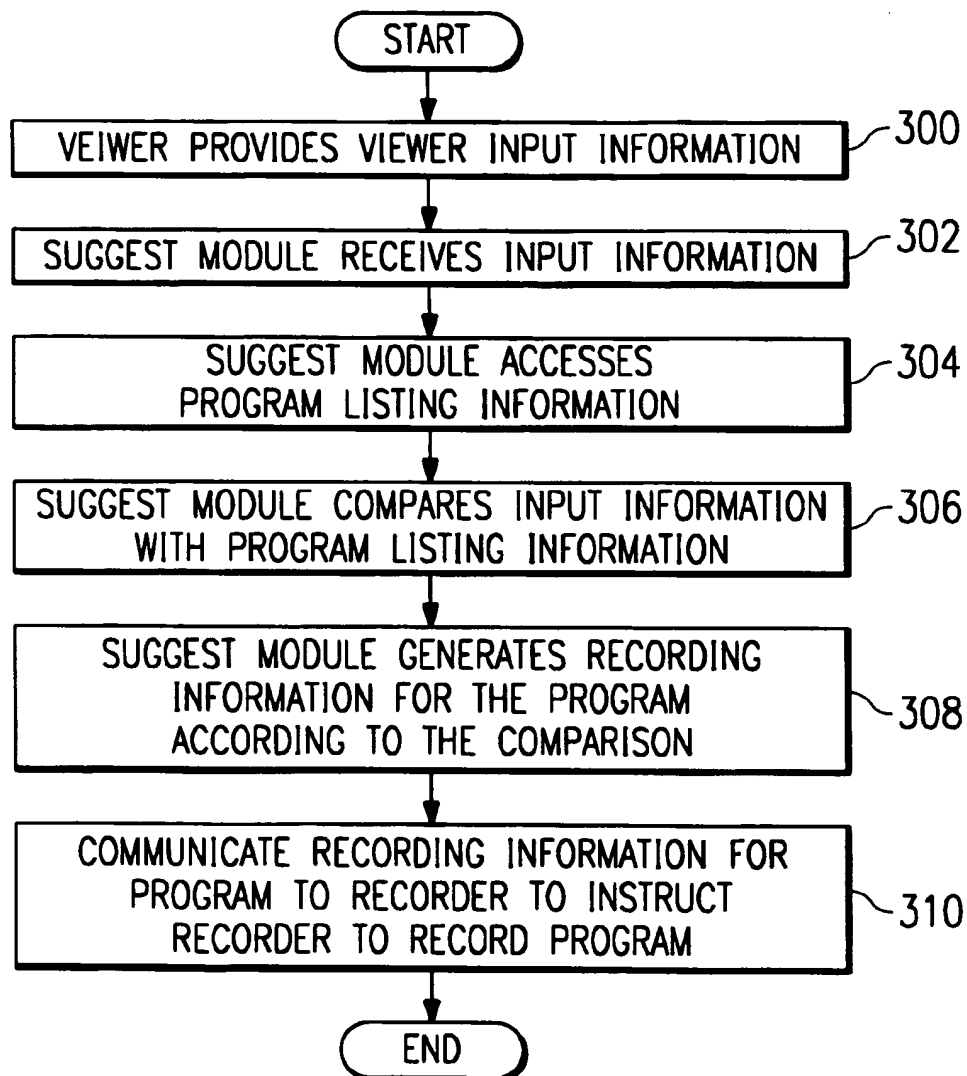 START
VEIWER PROVIDES VIEWER INPUT INFORMATION
300
SUGGEST MODULE RECEIVES INPUT INFORMATION
302
SUGGEST MODULE ACCESSES
PROGRAM LISTING INFORMATION
304
SUGGEST MODULE COMPARES INPUT INFORMATION
WITH PROGRAM LISTING INFORMATION
306
SUGGEST MODULE GENERATES RECORDING
INFORMATION FOR THE PROGRAM
ACCORDING TO THE COMPARISON
308
COMMUNICATE RECORDING INFORMATION FOR
PROGRAM TO RECORDER TO INSTRUCT
RECORDER TO RECORD PROGRAM
310
END